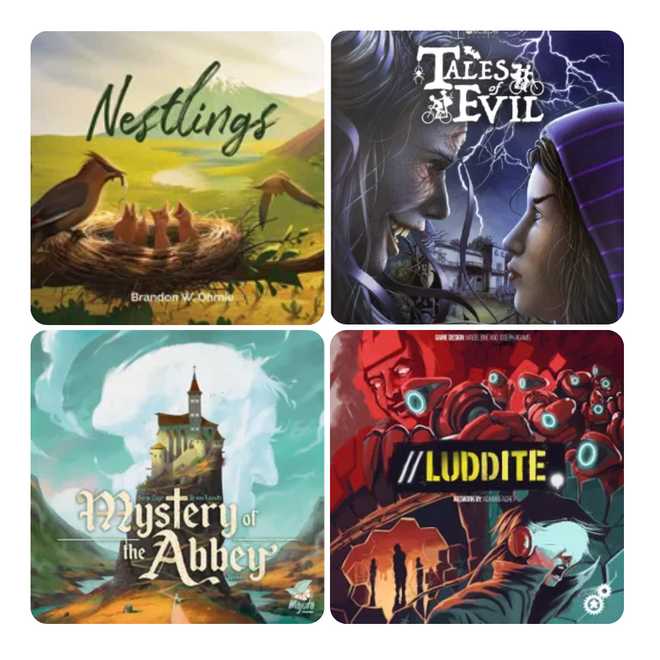 Nestlings
Brandon W. Ohmie
TALES
of
EVIL
Mystery of
the Abbey
GAME DESIGN
//LUDDITE
ARTWORK BY